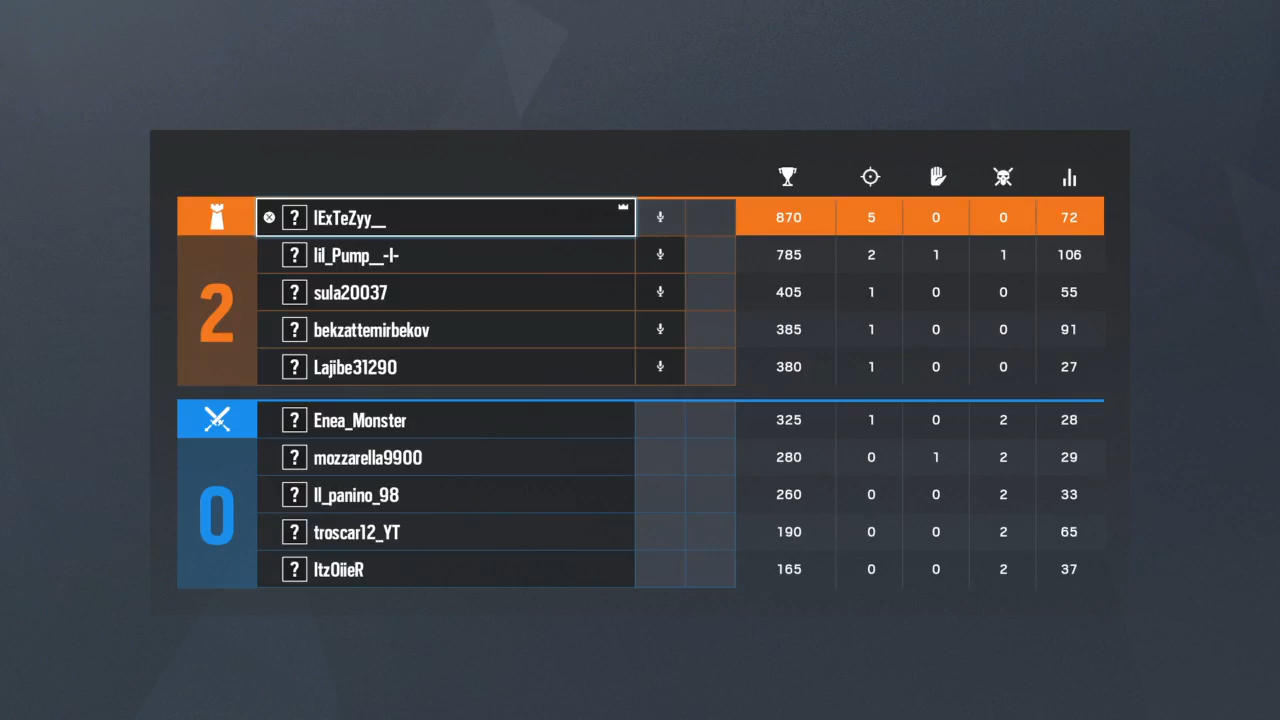 ? lExTeZyy__ 870 5 0 0 72
? lil_Pump__-l- 785 2 1 1 106
? sula20037 405 1 0 0 55
2
? bekzattemirbekov 385 1 0 0 91
? Lajibe31290 380 1 0 0 27
? Enea_Monster 325 1 0 2 28
? mozzarella9900 280 0 1 2 29
? Il_panino_98 260 0 0 2 33
0
? troscar12_YT 190 0 0 2 65
? ItzOiieR 165 0 0 2 37